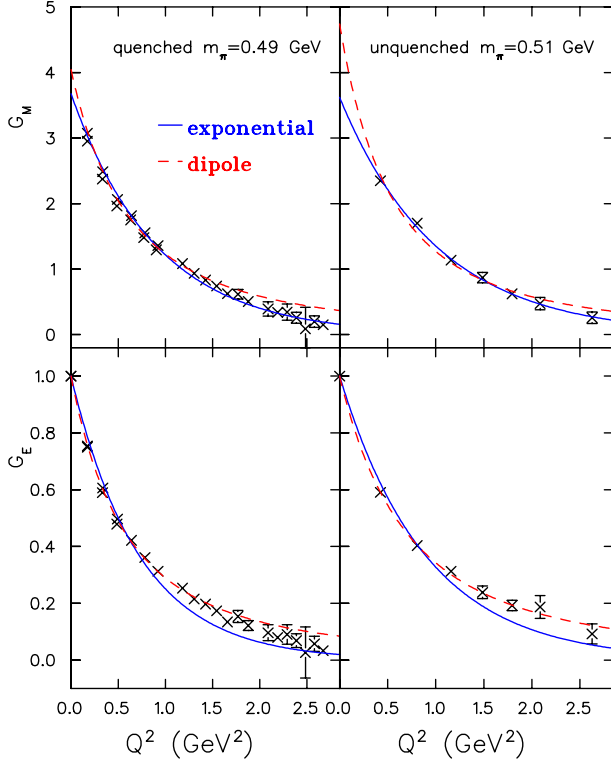 5
4
3
2
1
0
G_M
quenched m_π=0.49 GeV
exponential
dipole
unquenched m_π=0.51 GeV
1.0
0.8
0.6
0.4
0.2
0.0
G_E
0.0 0.5 1.0 1.5 2.0 2.5 0.0 0.5 1.0 1.5 2.0 2.5
Q² (GeV²) Q² (GeV²)